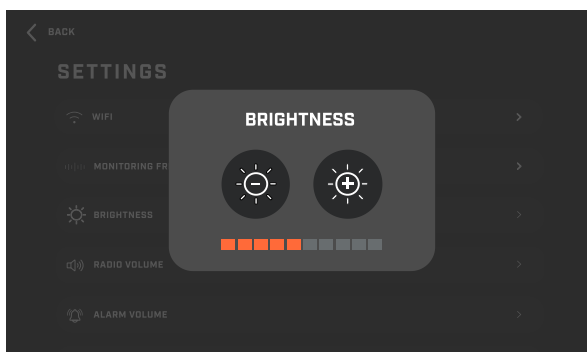 BACK
SETTINGS
WIFI
BRIGHTNESS
MONITORING FR
BRIGHTNESS
RADIO VOLUME
ALARM VOLUME